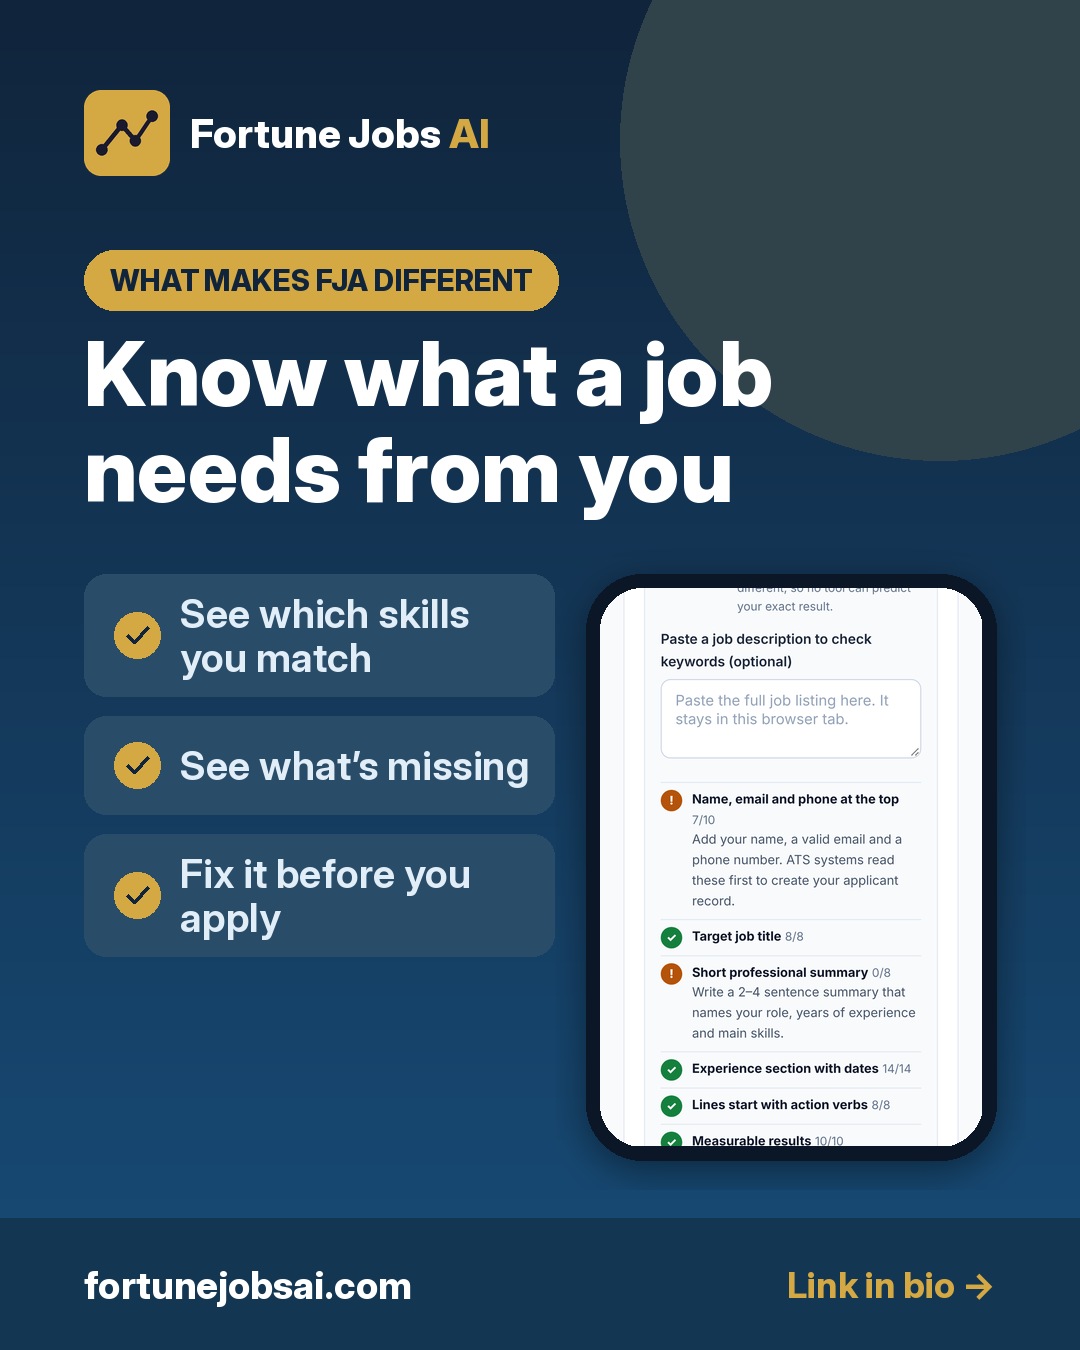 Fortune Jobs AI
WHAT MAKES FJA DIFFERENT
Know what a job
needs from you
See which skills
you match
See what’s missing
Fix it before you
apply
different, so no tool can predict
your exact result.
Paste a job description to check
keywords (optional)
Paste the full job listing here. It
stays in this browser tab.
Name, email and phone at the top
7/10
Add your name, a valid email and a
phone number. ATS systems read
these first to create your applicant
record.
Target job title 8/8
Short professional summary 0/8
Write a 2–4 sentence summary that
names your role, years of experience
and main skills.
Experience section with dates 14/14
Lines start with action verbs 8/8
Measurable results 10/10
fortunejobsai.com
Link in bio →